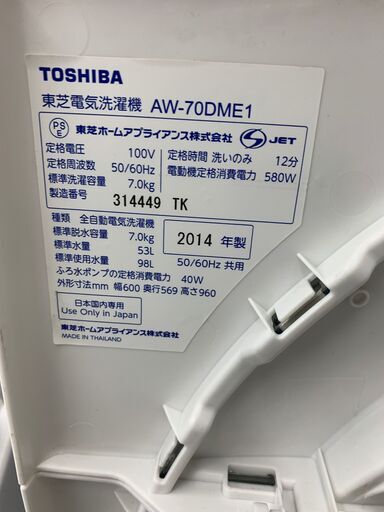 TOSHIBA
東芝電気洗濯機 AW-70DME1
PS E 東芝ホームアプライアンス株式会社 S JET
定格電圧 100V 定格時間 洗いのみ 12分
定格周波数 50/60Hz 電動機定格消費電力 580W
標準洗濯容量 7.0kg
製造番号 314449 TK
種類 全自動電気洗濯機
標準脱水容量 7.0kg 2014 年製
標準水量 53L
標準使用水量 98L 50/60Hz 共用
ふろ水ポンプの定格消費電力 40W
外形寸法mm 幅600 奥行569 高さ960
日本国内専用
Use Only in Japan
東芝ホームアプライアンス株式会社
MADE IN THAILAND